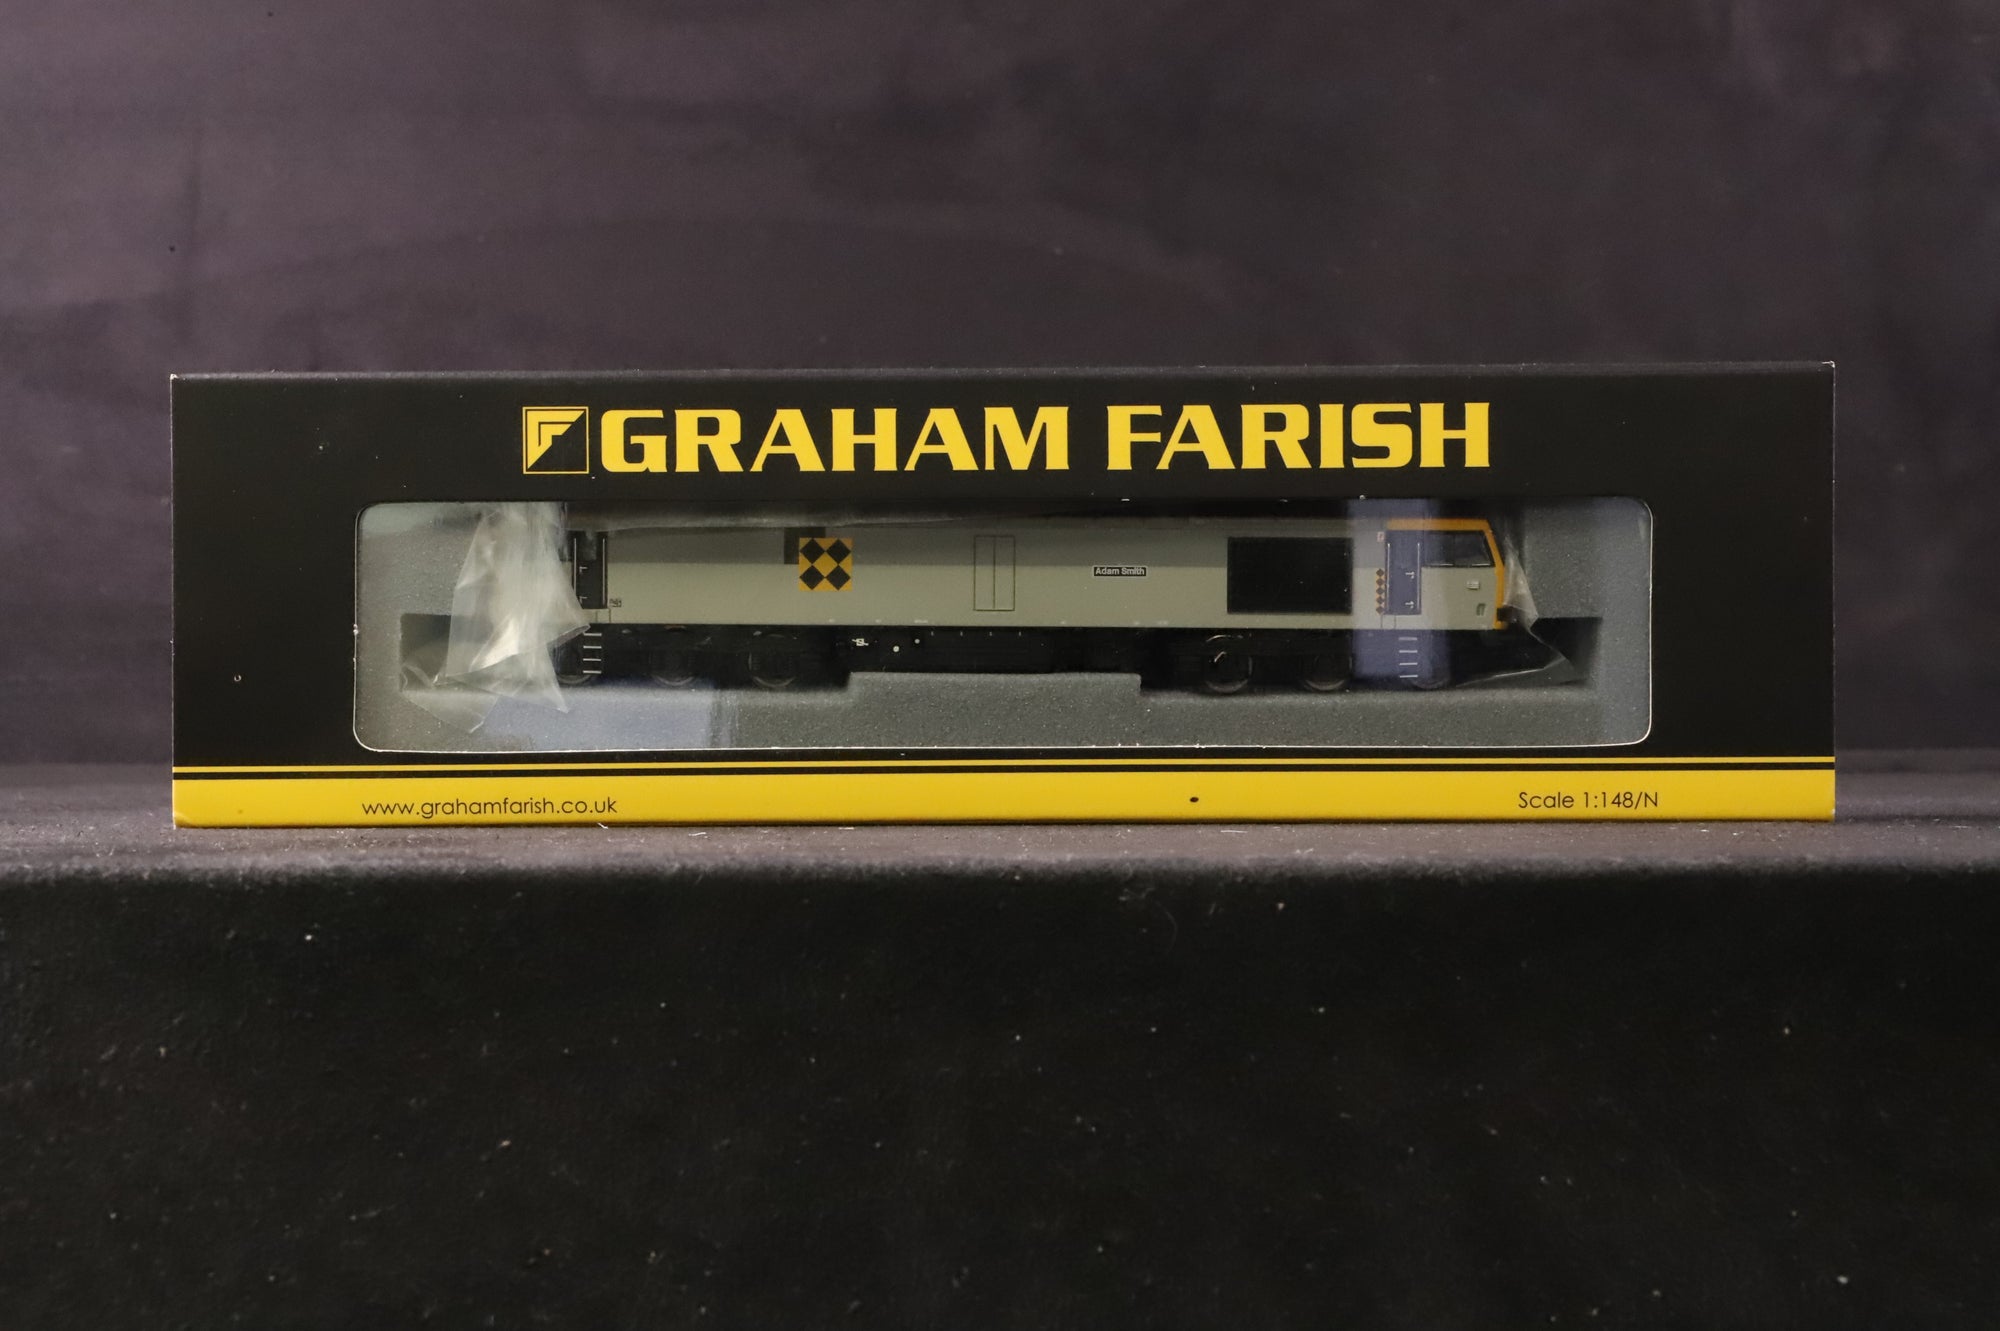 GRAHAM FARISH
Adam Smith
www.grahamfarish.co.uk
Scale 1:148/N